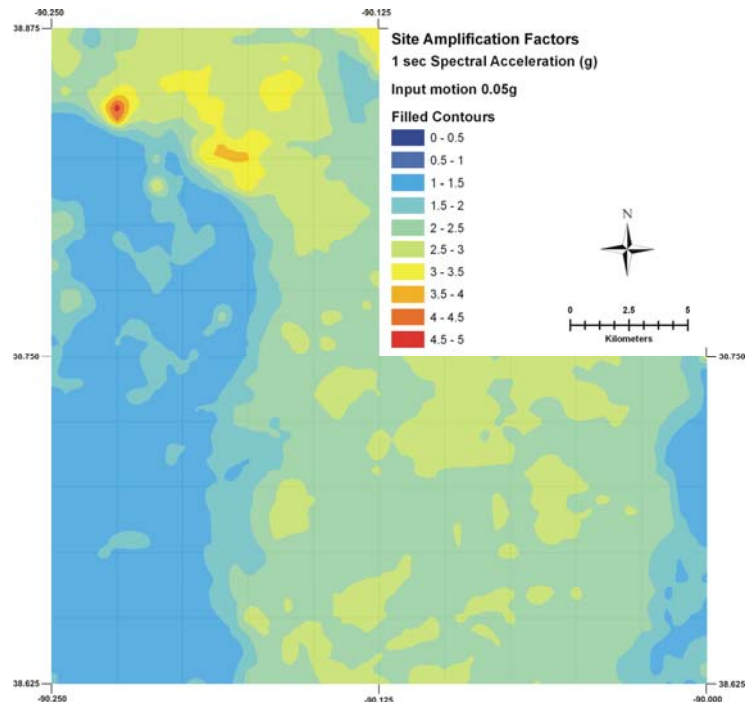 -90.250
-90.125
38.875
Site Amplification Factors
1 sec Spectral Acceleration (g)
Input motion 0.05g
Filled Contours
0 - 0.5
0.5 - 1
1 - 1.5
1.5 - 2
2 - 2.5
2.5 - 3
3 - 3.5
3.5 - 4
4 - 4.5
4.5 - 5
N
0 2.5 5
Kilometers
38.750
38.625
38.625
-90.250
-90.125
-90.000